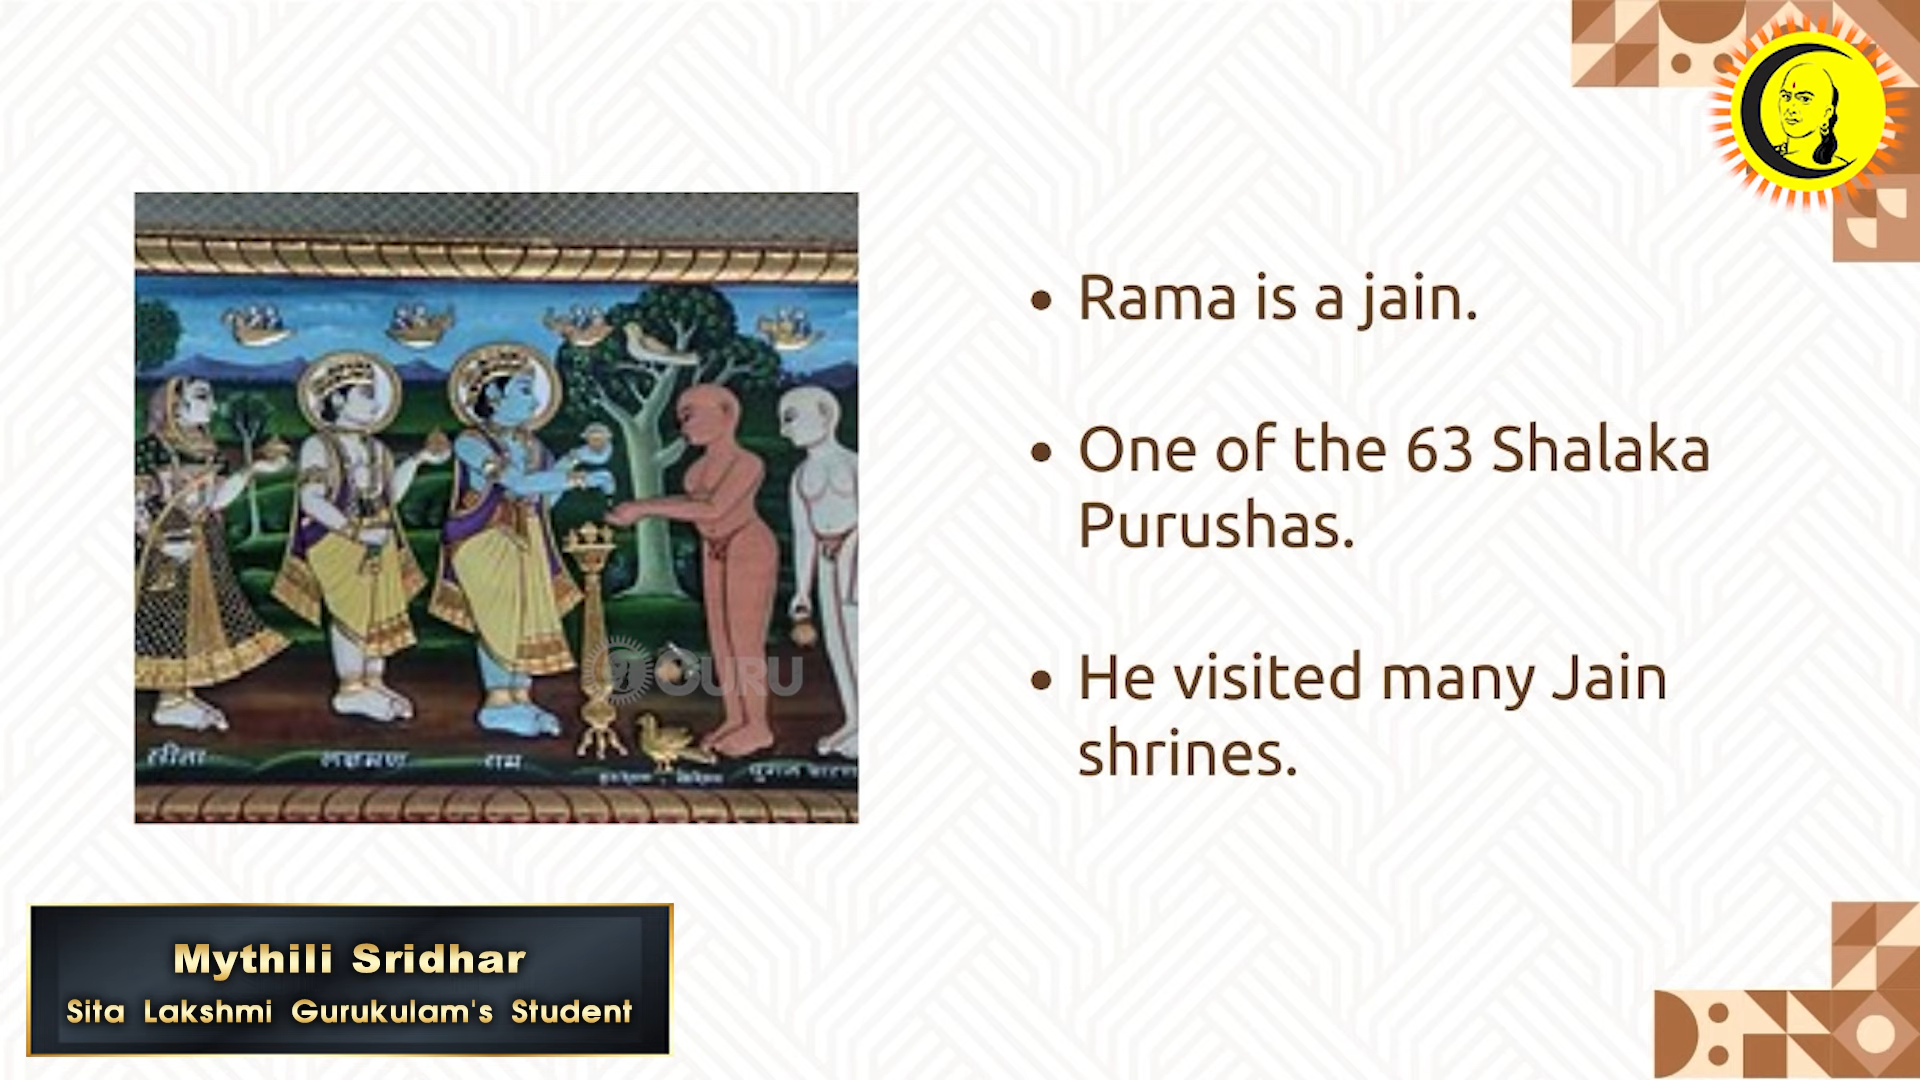 सीता
लक्ष्मण
राम
GURU
• Rama is a jain.
• One of the 63 Shalaka
Purushas.
• He visited many Jain
shrines.
Mythili Sridhar
Sita Lakshmi Gurukulam's Student